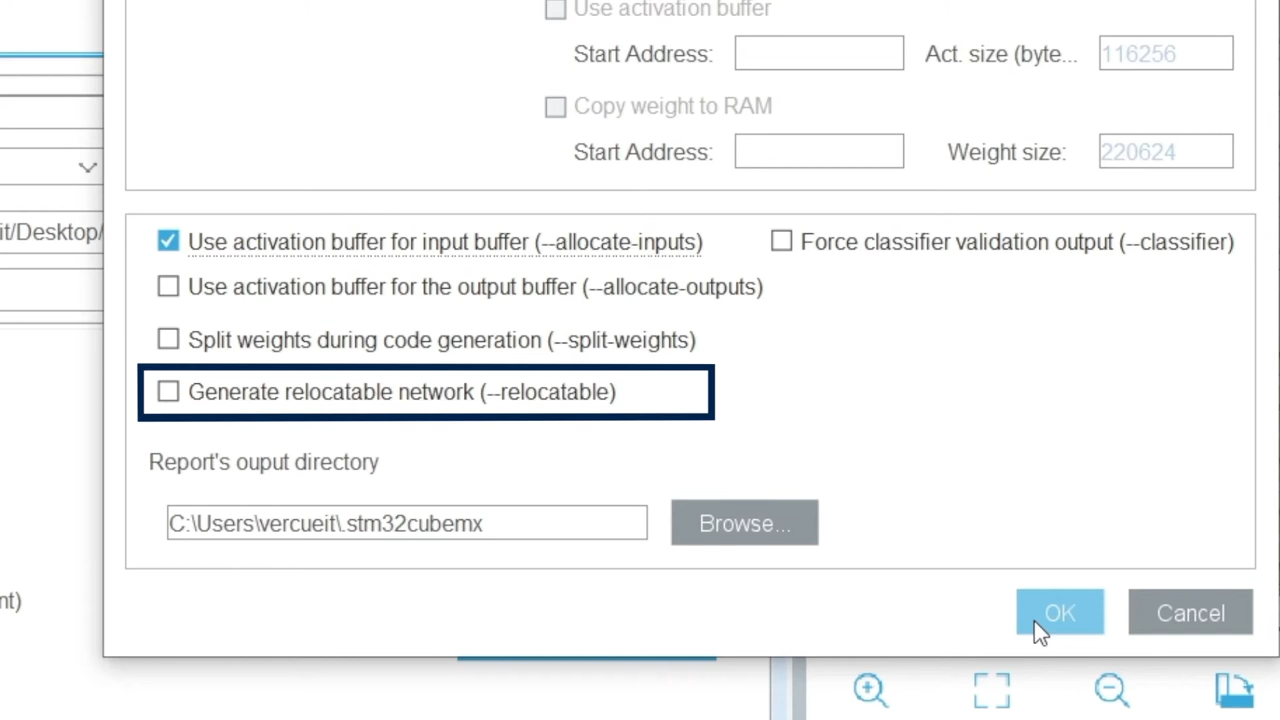 Use activation buffer
Start Address: Act. size (byte... 116256
Copy weight to RAM
Start Address: Weight size: 220624
it/Desktop/
Use activation buffer for input buffer (--allocate-inputs) Force classifier validation output (--classifier)
Use activation buffer for the output buffer (--allocate-outputs)
Split weights during code generation (--split-weights)
Generate relocatable network (--relocatable)
Report's ouput directory
C:\Users\vercueit\.stm32cubemx Browse...
nt)
OK Cancel